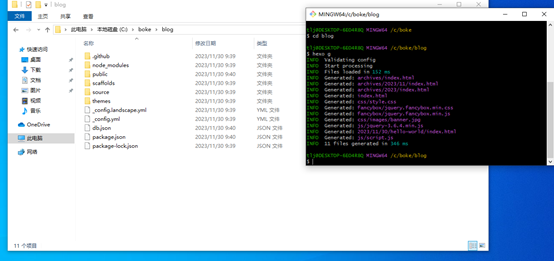 blog
文件
主页
共享
查看
此电脑 > 本地磁盘 (C:) > boke > blog
名称
修改日期
类型
快速访问
桌面
下载
文档
图片
视频
音乐
OneDrive
此电脑
网络
.github 2023/11/30 9:39 文件夹
node_modules 2023/11/30 9:39 文件夹
public 2023/11/30 9:40 文件夹
scaffolds 2023/11/30 9:39 文件夹
source 2023/11/30 9:39 文件夹
themes 2023/11/30 9:39 文件夹
_config.landscape.yml 2023/11/30 9:39 YML 文件
_config.yml 2023/11/30 9:39 YML 文件
db.json 2023/11/30 9:40 JSON 文件
package.json 2023/11/30 9:40 JSON 文件
package-lock.json 2023/11/30 9:39 JSON 文件
11 个项目
MINGW64:/c/boke/blog
MINGW64 /c/boke
$ cd blog
MINGW64 /c/boke/blog
$ hexo g
INFO Validating config
INFO Start processing
INFO Files loaded in 152 ms
INFO Generated: archives/index.html
INFO Generated: archives/2023/11/index.html
INFO Generated: archives/2023/index.html
INFO Generated: index.html
INFO Generated: css/style.css
INFO Generated: fancybox/jquery.fancybox.min.css
INFO Generated: fancybox/jquery.fancybox.min.js
INFO Generated: css/images/banner.jpg
INFO Generated: js/jquery-3.6.4.min.js
INFO Generated: 2023/11/30/hello-world/index.html
INFO Generated: js/script.js
INFO 11 files generated in 366 ms
MINGW64 /c/boke/blog
$